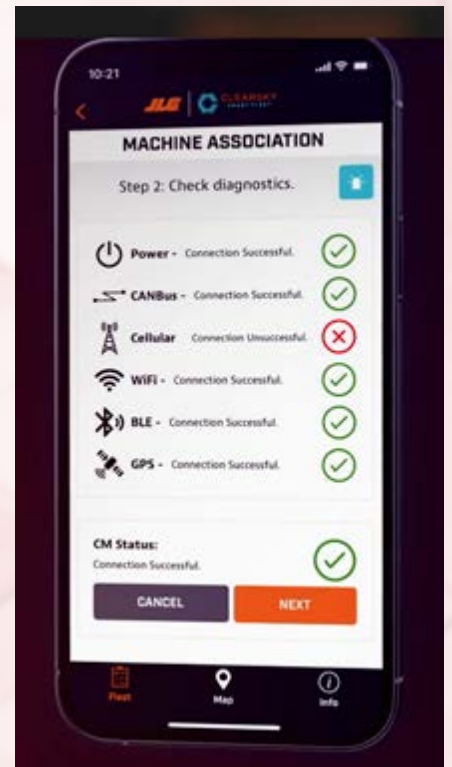 10:21
JLG CLEARSKY
MACHINE ASSOCIATION
Step 2: Check diagnostics.
Power - Connection Successful.
CANBus - Connection Successful.
Cellular Connection Unsuccessful.
WiFi - Connection Successful.
BLE - Connection Successful.
GPS - Connection Successful.
CM Status:
Connection Successful.
CANCEL NEXT
Fleet Map Info